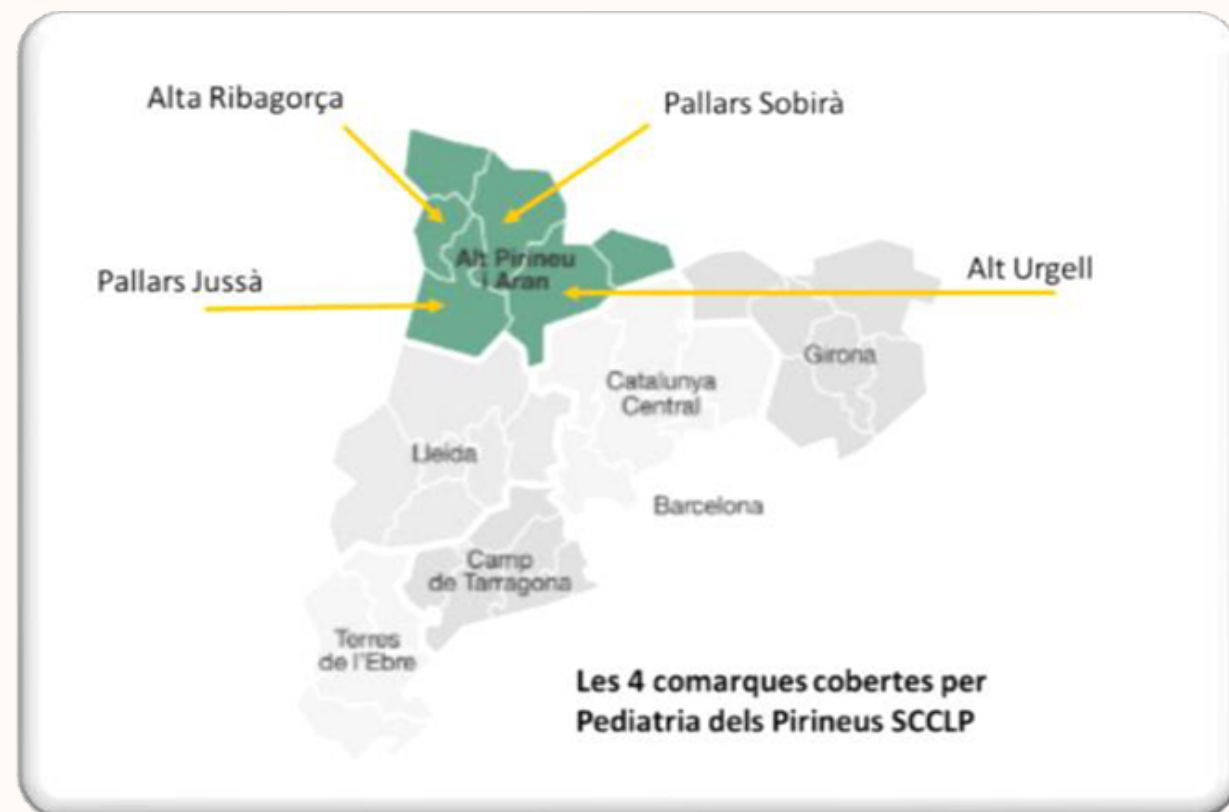 Alta Ribagorça
Pallars Sobirà
Alt Pirineu
i Aran
Pallars Jussà
Alt Urgell
Girona
Catalunya
Central
Lleida
Barcelona
Camp
de Tarragona
Terres
de l'Ebre
Les 4 comarques cobertes per
Pediatria dels Pirineus SCCLP